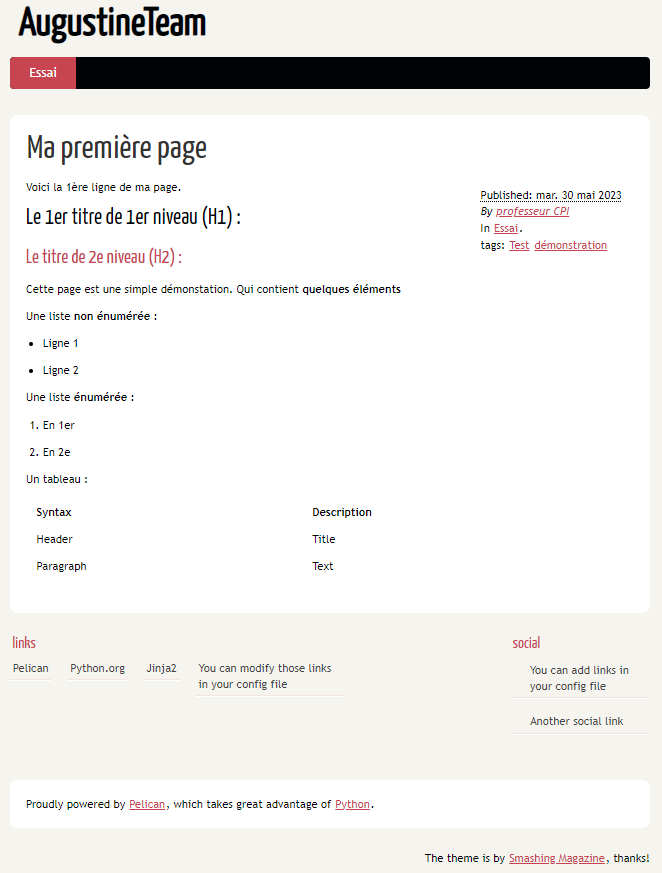 AugustineTeam
Essai
Ma première page
Voici la 1ère ligne de ma page.
Published: mar. 30 mai 2023
By professeur CPI
In Essai.
tags: Test démonstration
Le 1er titre de 1er niveau (H1) :
Le titre de 2e niveau (H2) :
Cette page est une simple démonstation. Qui contient quelques éléments
Une liste non énumérée :
• Ligne 1
• Ligne 2
Une liste énumérée :
1. En 1er
2. En 2e
Un tableau :
Syntax Description
Header Title
Paragraph Text
links
Pelican Python.org Jinja2 You can modify those links
in your config file
social
You can add links in
your config file
Another social link
Proudly powered by Pelican, which takes great advantage of Python.
The theme is by Smashing Magazine, thanks!